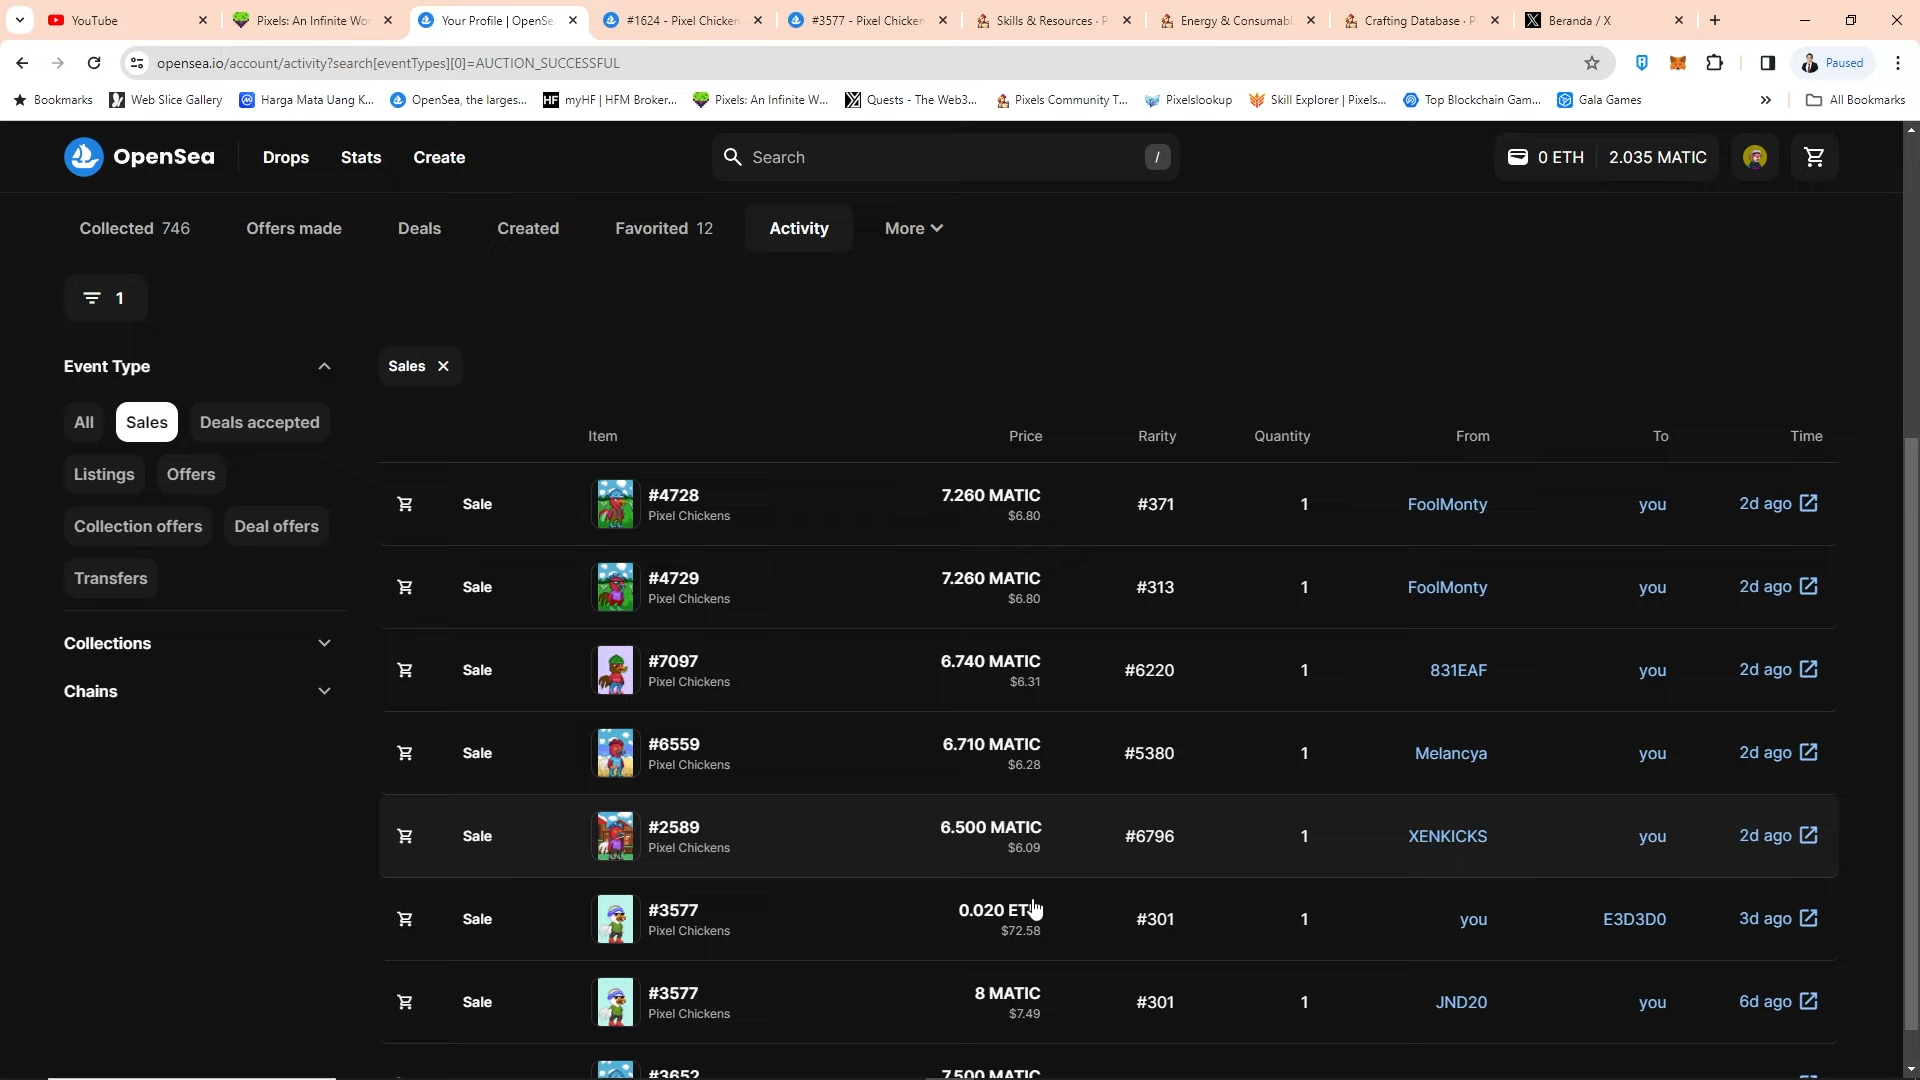 YouTube
Pixels: An Infinite Wo
Your Profile | OpenSe
#1624 - Pixel Chicken
#3577 - Pixel Chicken
Skills & Resources · P
Energy & Consumabl
Crafting Database · P
Beranda / X
opensea.io/account/activity?search[eventTypes][0]=AUCTION_SUCCESSFUL
Paused
Bookmarks
Web Slice Gallery
Harga Mata Uang K...
OpenSea, the larges...
HF myHF | HFM Broker...
Pixels: An Infinite W...
Quests - The Web3...
Pixels Community T...
Pixelslookup
Skill Explorer | Pixels...
Top Blockchain Gam...
Gala Games
»
All Bookmarks
OpenSea
Drops
Stats
Create
Search
/
0 ETH
2.035 MATIC
Collected 746
Offers made
Deals
Created
Favorited 12
Activity
More
1
Event Type
All
Sales
Deals accepted
Listings
Offers
Collection offers
Deal offers
Transfers
Collections
Chains
Sales
Item Price Rarity Quantity From To Time
Sale #4728 7.260 MATIC #371 1 FoolMonty you 2d ago
Pixel Chickens $6.80
Sale #4729 7.260 MATIC #313 1 FoolMonty you 2d ago
Pixel Chickens $6.80
Sale #7097 6.740 MATIC #6220 1 831EAF you 2d ago
Pixel Chickens $6.31
Sale #6559 6.710 MATIC #5380 1 Melancya you 2d ago
Pixel Chickens $6.28
Sale #2589 6.500 MATIC #6796 1 XENKICKS you 2d ago
Pixel Chickens $6.09
Sale #3577 0.020 ETH #301 1 you E3D3D0 3d ago
Pixel Chickens $72.58
Sale #3577 8 MATIC #301 1 JND20 you 6d ago
Pixel Chickens $7.49
#3652 7.500 MATIC